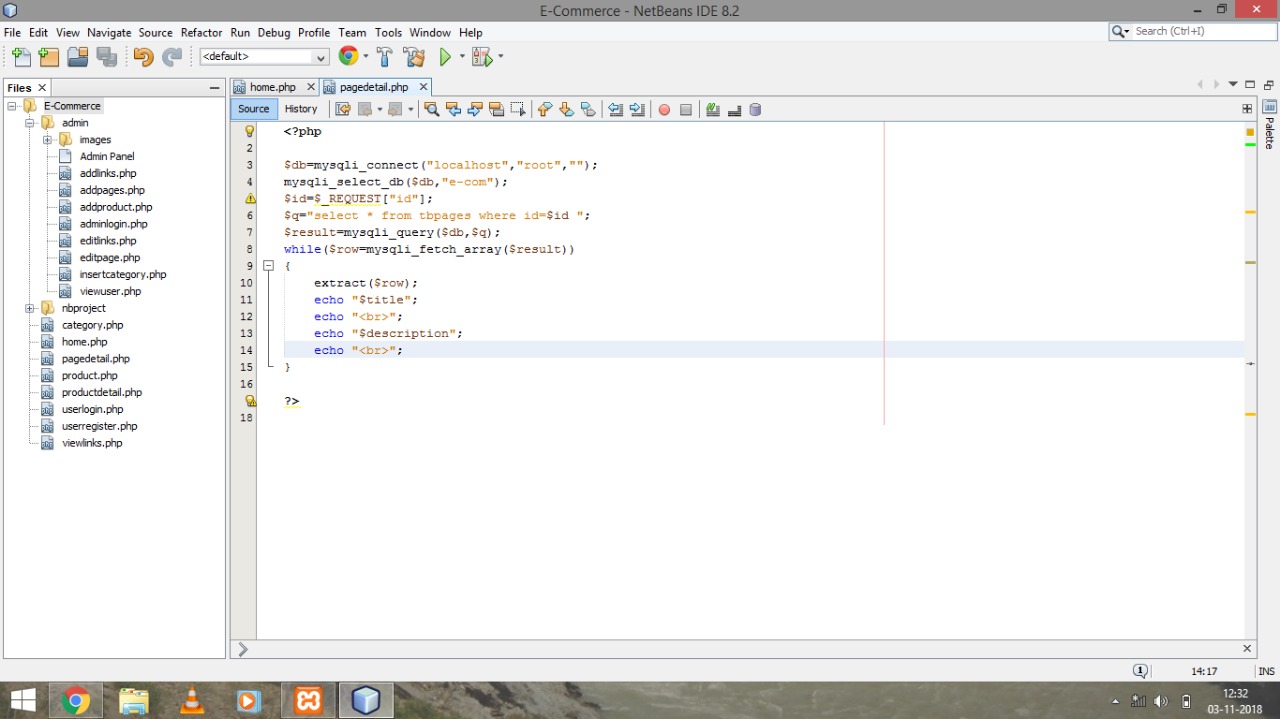 E-Commerce - NetBeans IDE 8.2
File Edit View Navigate Source Refactor Run Debug Profile Team Tools Window Help
Search (Ctrl+I)
<default>
Files
E-Commerce
admin
images
Admin Panel
addlinks.php
addpages.php
addproduct.php
adminlogin.php
editlinks.php
editpage.php
insertcategory.php
viewuser.php
nbproject
category.php
home.php
pagedetail.php
product.php
productdetail.php
userlogin.php
userregister.php
viewlinks.php
home.php pagedetail.php
Source History
<?php
2
3 $db=mysqli_connect("localhost","root","");
4 mysqli_select_db($db,"e-com");
$id=$_REQUEST["id"];
6 $q="select * from tbpages where id=$id ";
7 $result=mysqli_query($db,$q);
8 while($row=mysqli_fetch_array($result))
9 {
10 extract($row);
11 echo "$title";
12 echo "<br>";
13 echo "$description";
14 echo "<br>";
15 }
16
?>
18
Palette
14:17 INS
12:32
03-11-2018